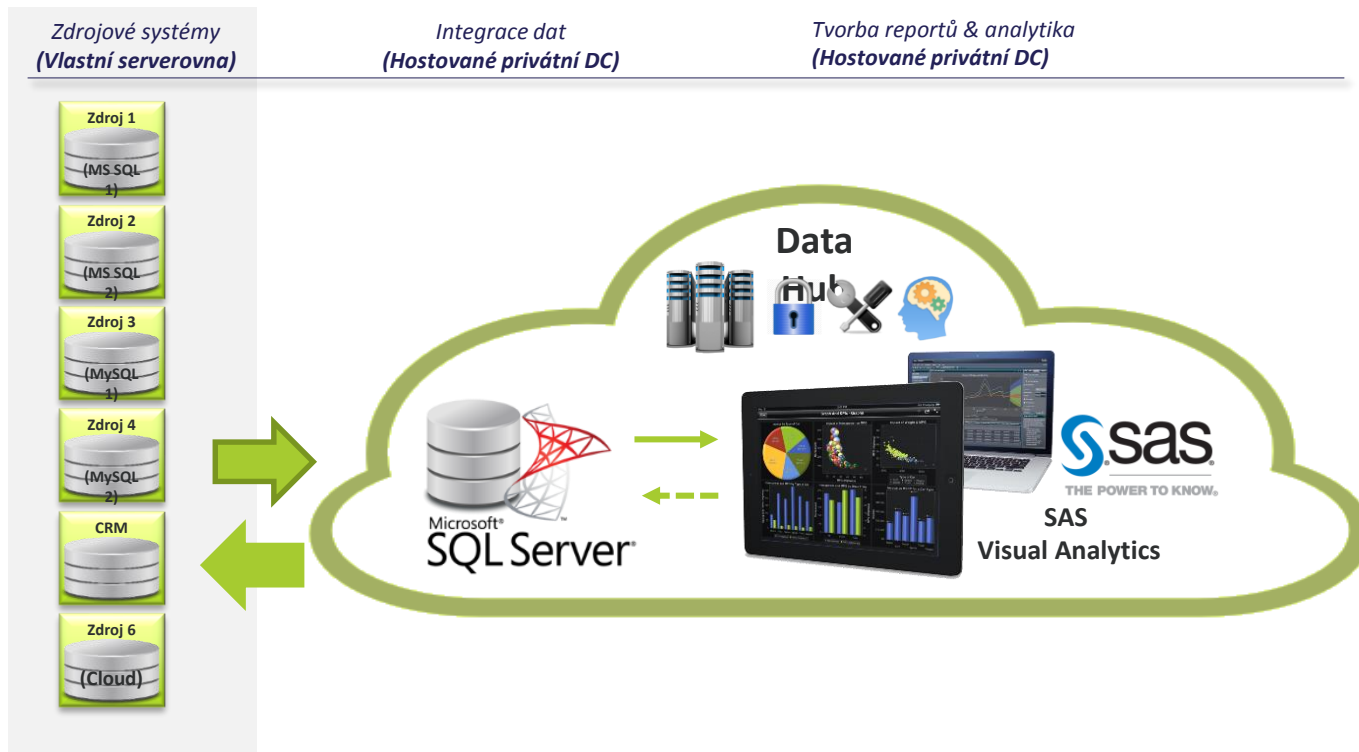 Zdrojové systémy
(Vlastní serverovna)
Integrace dat
(Hostované privátní DC)
Tvorba reportů & analytika
(Hostované privátní DC)
Zdroj 1
(MS SQL
1)
Zdroj 2
(MS SQL
2)
Zdroj 3
(MySQL
1)
Zdroj 4
(MySQL
2)
CRM
Zdroj 6
(Cloud)
Data
Hub
Microsoft®
SQL Server®
sas®
THE POWER TO KNOW®
SAS
Visual Analytics